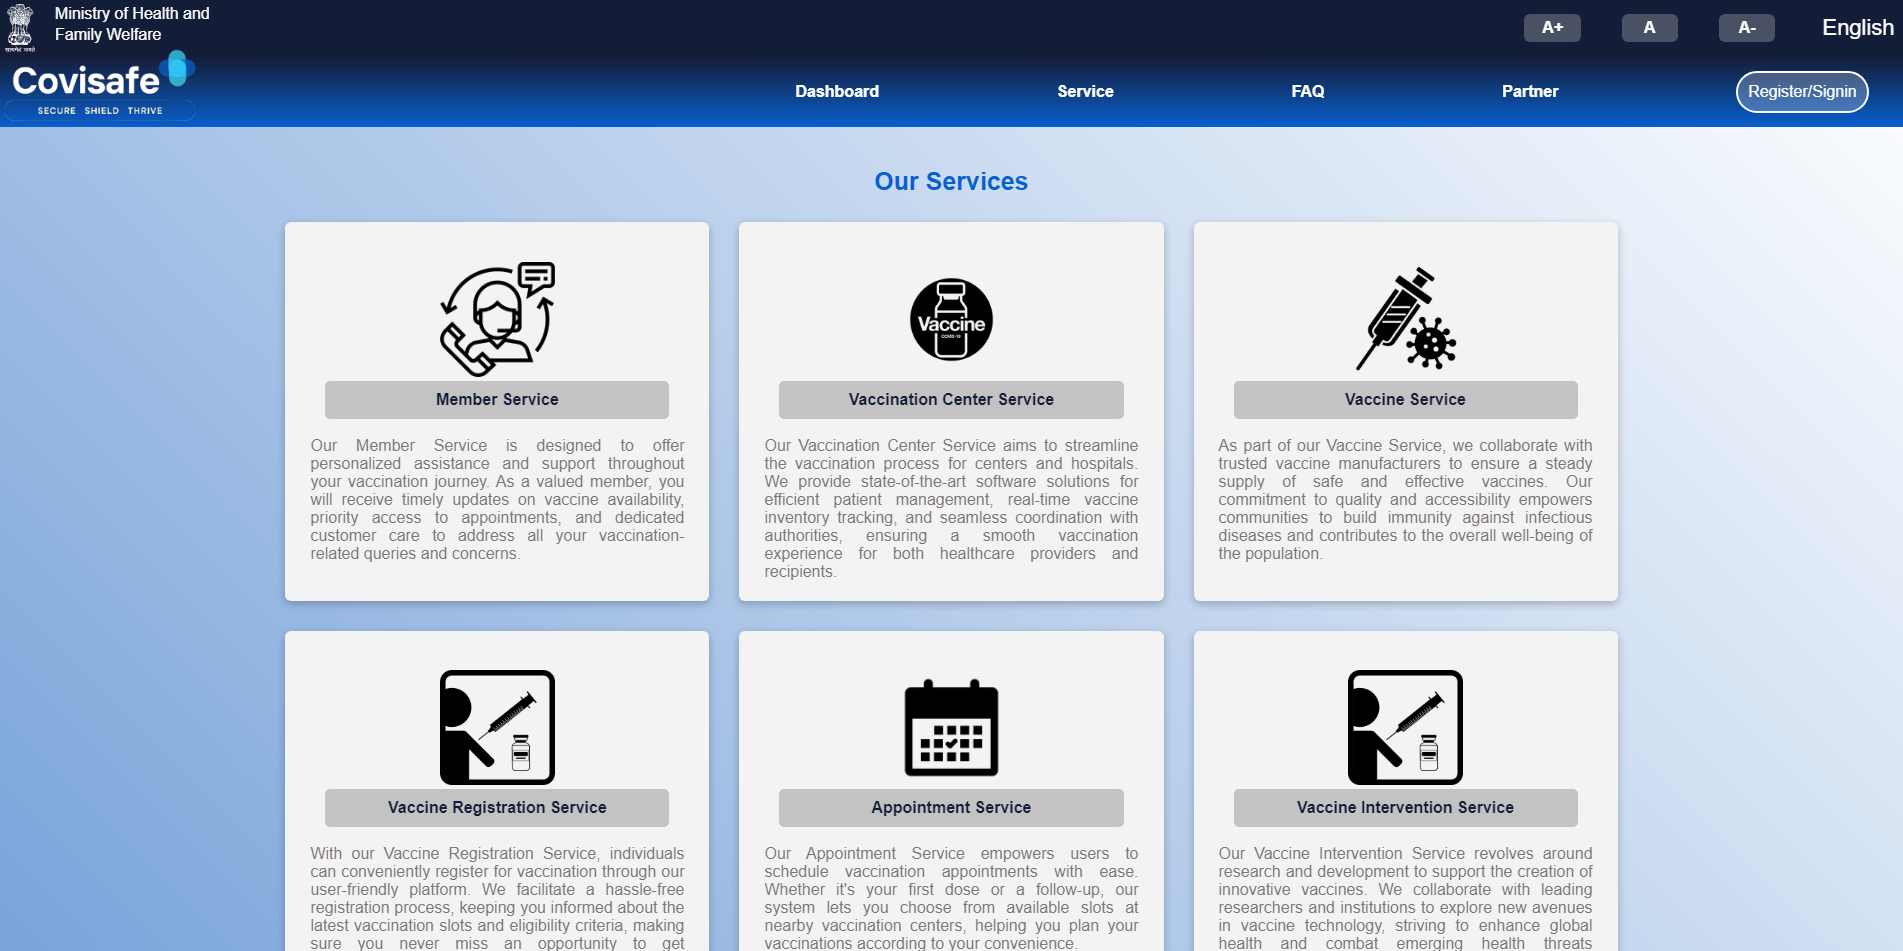 Ministry of Health and
Family Welfare
सत्यमेव जयते
A+
A
A-
English
Covisafe
SECURE SHIELD THRIVE
Dashboard
Service
FAQ
Partner
Register/Signin
Our Services
Vaccine
COVID-19
Member Service
Our Member Service is designed to offer
personalized assistance and support throughout
your vaccination journey. As a valued member, you
will receive timely updates on vaccine availability,
priority access to appointments, and dedicated
customer care to address all your vaccination-
related queries and concerns.
Vaccination Center Service
Our Vaccination Center Service aims to streamline
the vaccination process for centers and hospitals.
We provide state-of-the-art software solutions for
efficient patient management, real-time vaccine
inventory tracking, and seamless coordination with
authorities, ensuring a smooth vaccination
experience for both healthcare providers and
recipients.
Vaccine Service
As part of our Vaccine Service, we collaborate with
trusted vaccine manufacturers to ensure a steady
supply of safe and effective vaccines. Our
commitment to quality and accessibility empowers
communities to build immunity against infectious
diseases and contributes to the overall well-being of
the population.
Vaccine Registration Service
With our Vaccine Registration Service, individuals
can conveniently register for vaccination through our
user-friendly platform. We facilitate a hassle-free
registration process, keeping you informed about the
latest vaccination slots and eligibility criteria, making
sure you never miss an opportunity to get
Appointment Service
Our Appointment Service empowers users to
schedule vaccination appointments with ease.
Whether it's your first dose or a follow-up, our
system lets you choose from available slots at
nearby vaccination centers, helping you plan your
vaccinations according to your convenience.
Vaccine Intervention Service
Our Vaccine Intervention Service revolves around
research and development to support the creation of
innovative vaccines. We collaborate with leading
researchers and institutions to explore new avenues
in vaccine technology, striving to enhance global
health and combat emerging health threats